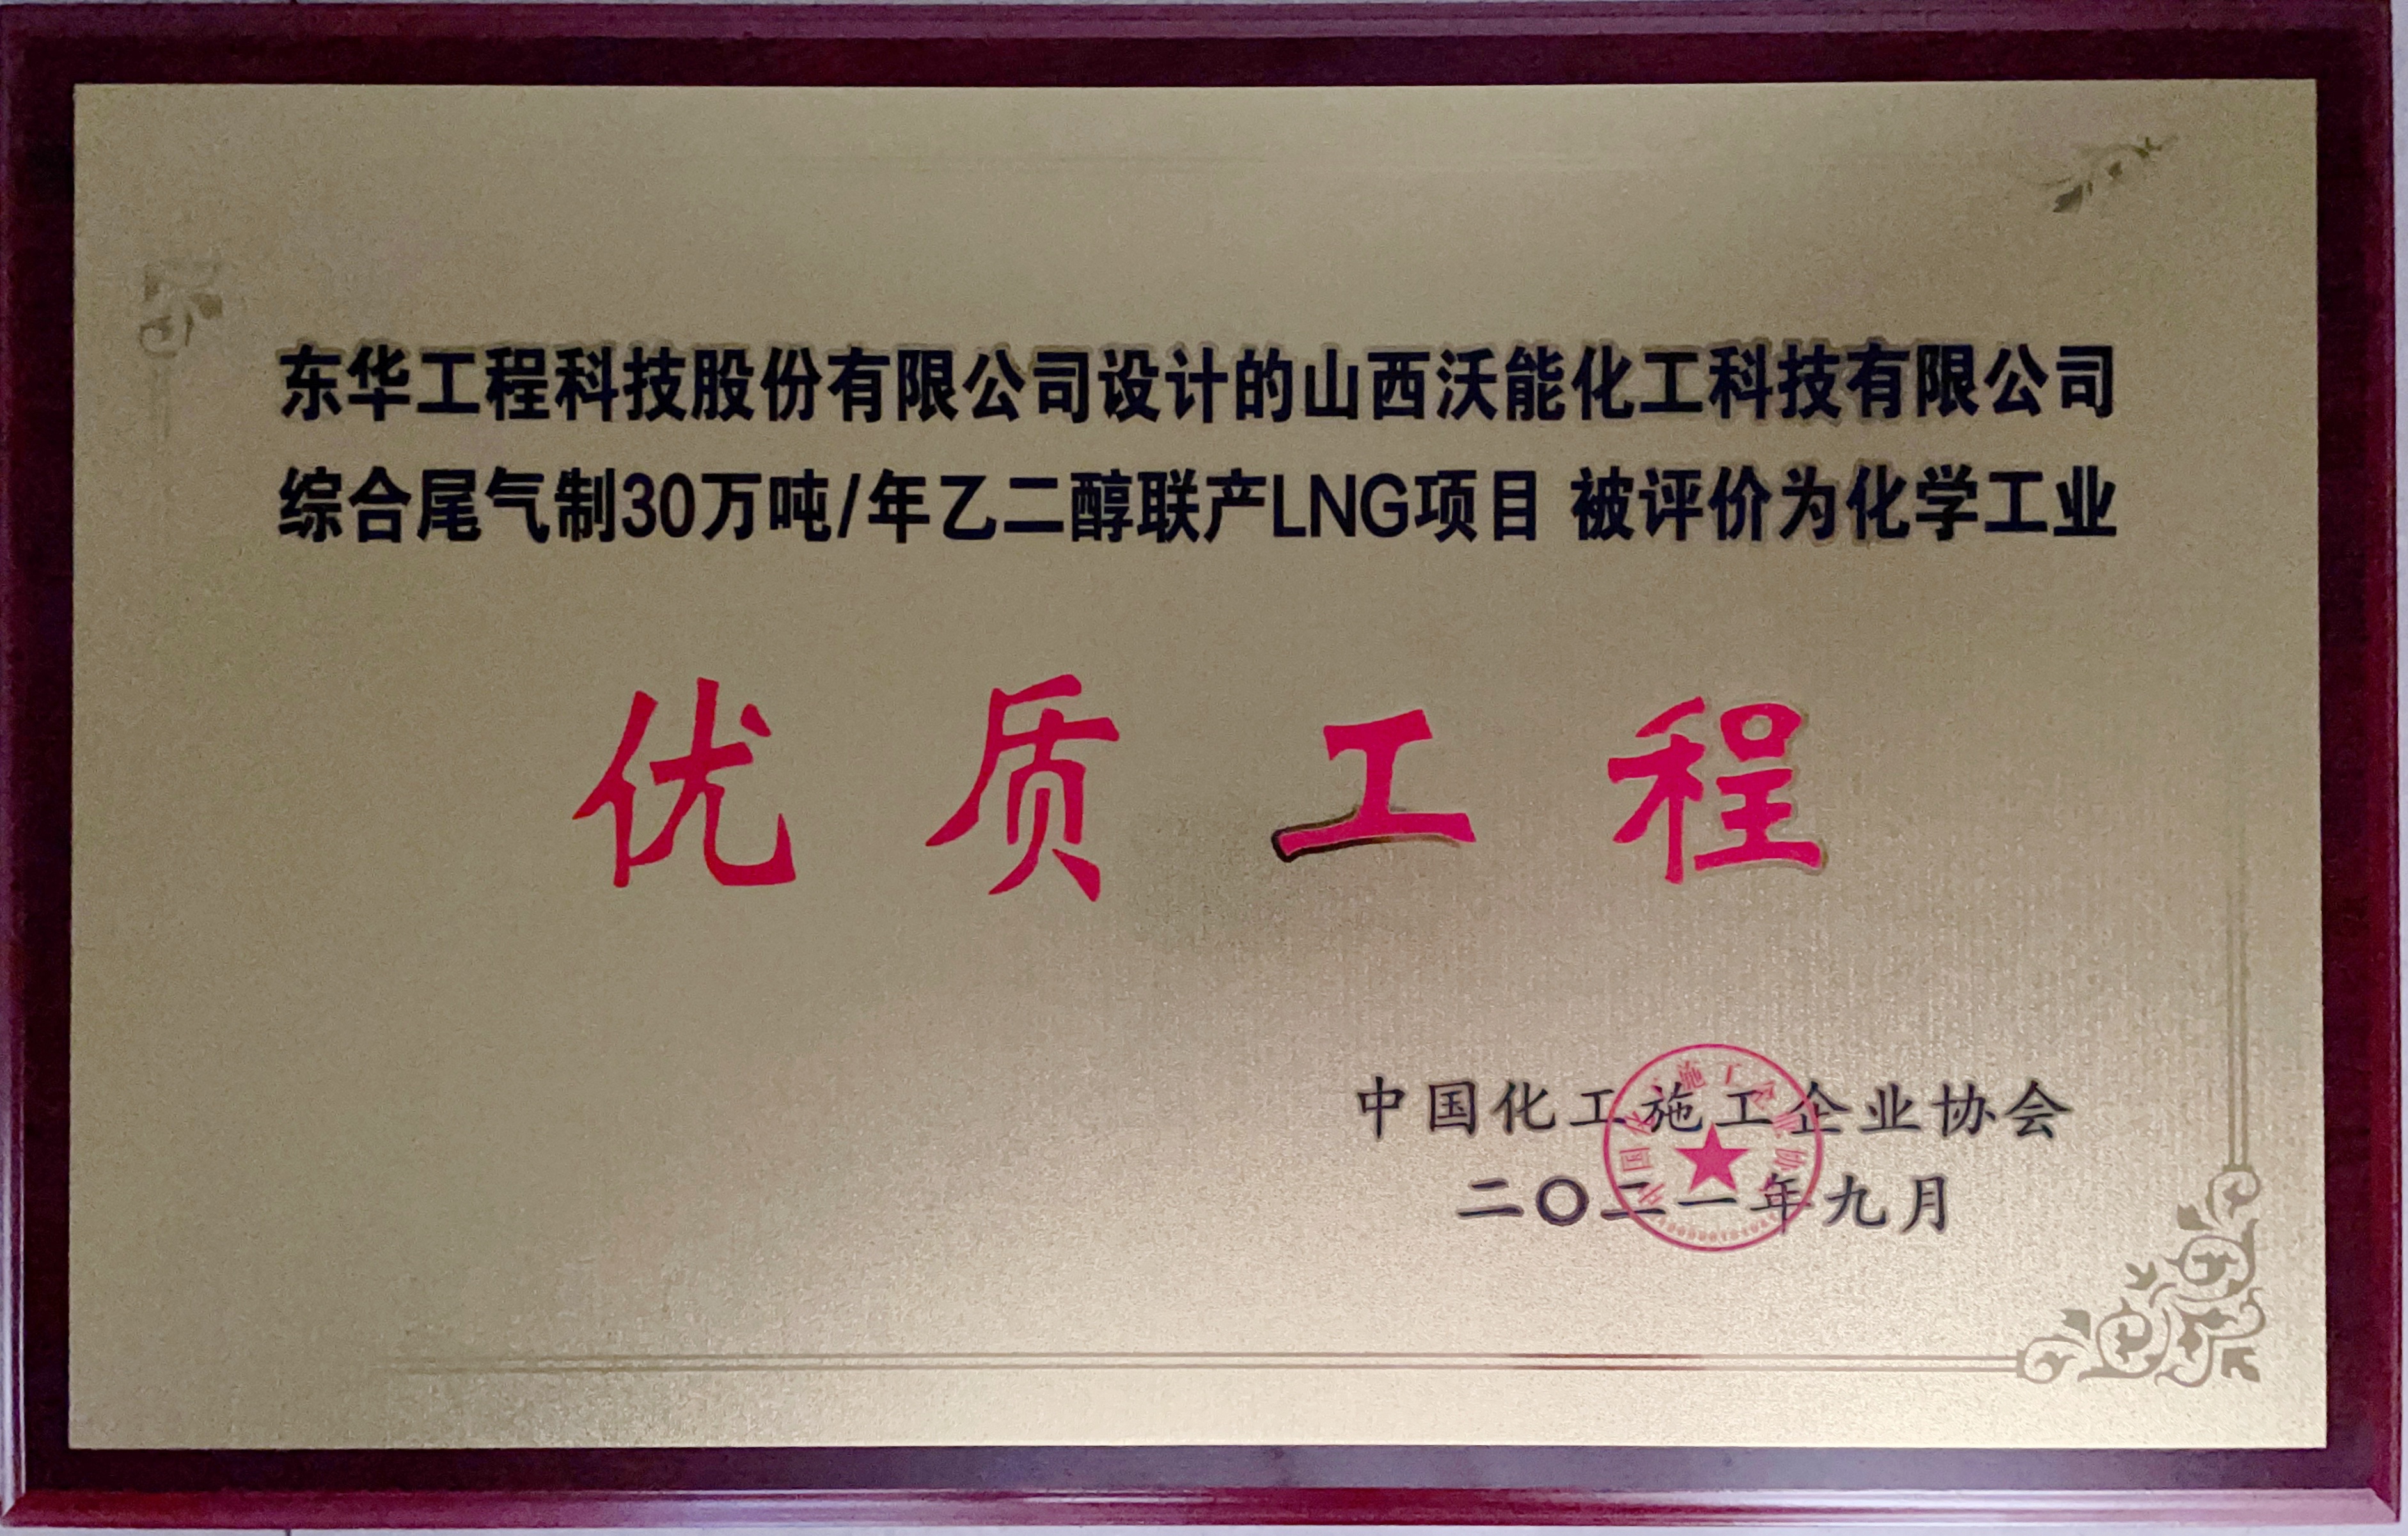 东华工程科技股份有限公司设计的山西沃能化工科技有限公司
综合尾气制30万吨/年乙二醇联产LNG项目 被评价为化学工业
优质工程
中国化工施工企业协会
二〇二一年九月